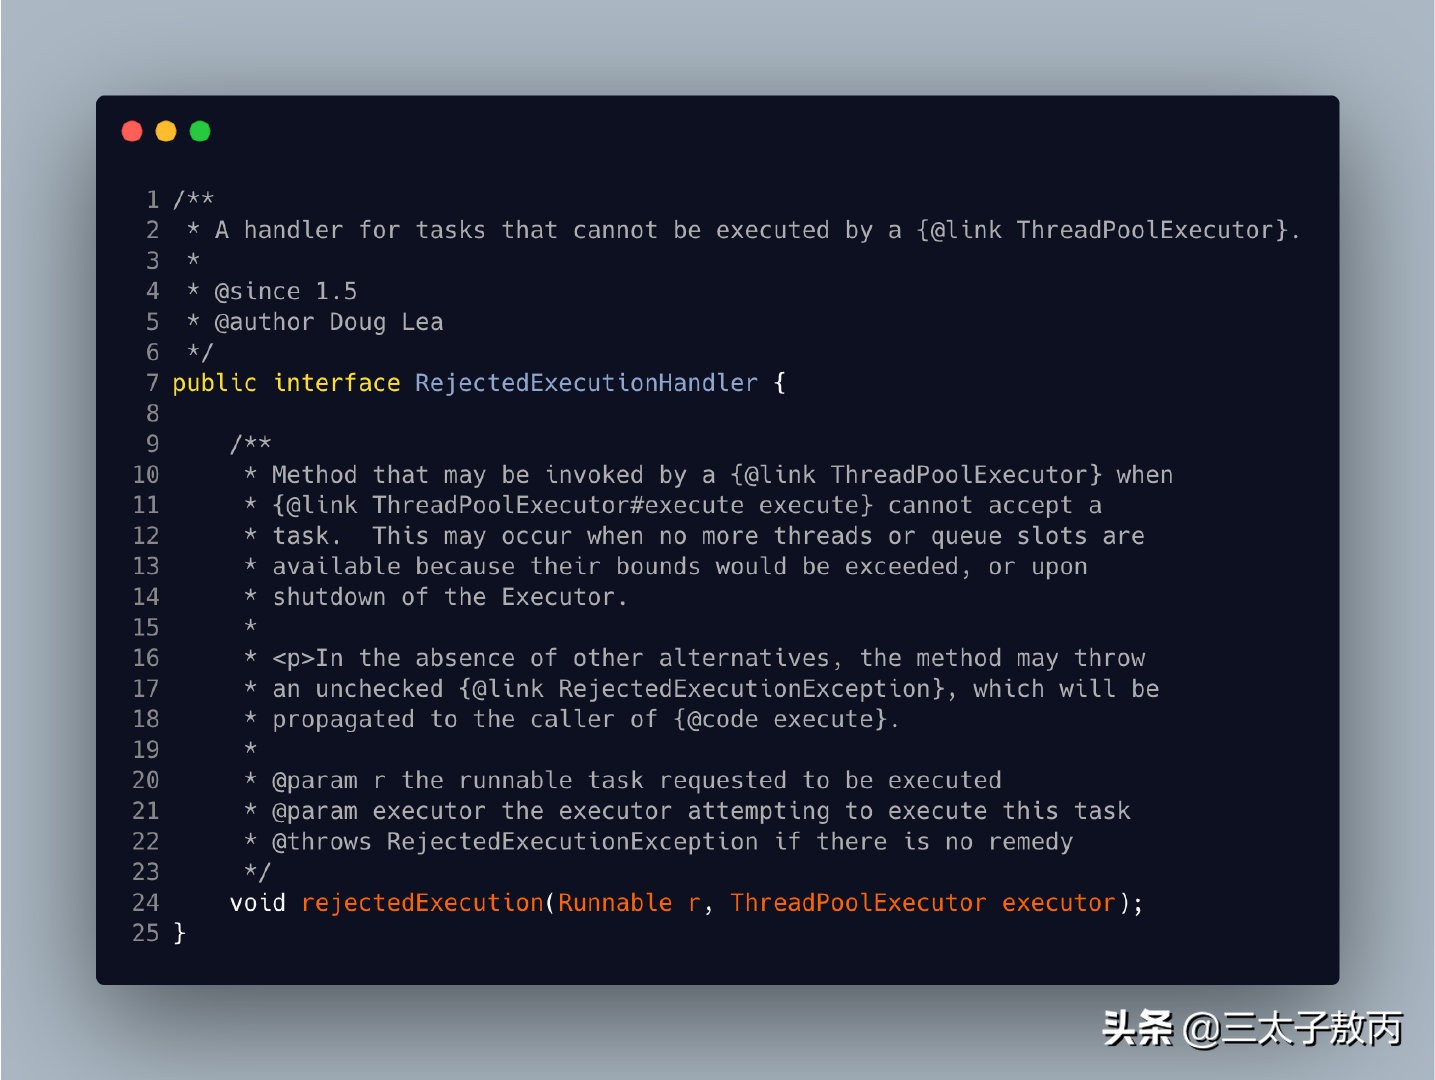 1 /**
2  * A handler for tasks that cannot be executed by a {@link ThreadPoolExecutor}.
3  *
4  * @since 1.5
5  * @author Doug Lea
6  */
7 public interface RejectedExecutionHandler {
8
9     /**
10      * Method that may be invoked by a {@link ThreadPoolExecutor} when
11      * {@link ThreadPoolExecutor#execute execute} cannot accept a
12      * task.  This may occur when no more threads or queue slots are
13      * available because their bounds would be exceeded, or upon
14      * shutdown of the Executor.
15      *
16      * <p>In the absence of other alternatives, the method may throw
17      * an unchecked {@link RejectedExecutionException}, which will be
18      * propagated to the caller of {@code execute}.
19      *
20      * @param r the runnable task requested to be executed
21      * @param executor the executor attempting to execute this task
22      * @throws RejectedExecutionException if there is no remedy
23      */
24     void rejectedExecution(Runnable r, ThreadPoolExecutor executor);
25 }
头条 @三太子敖丙